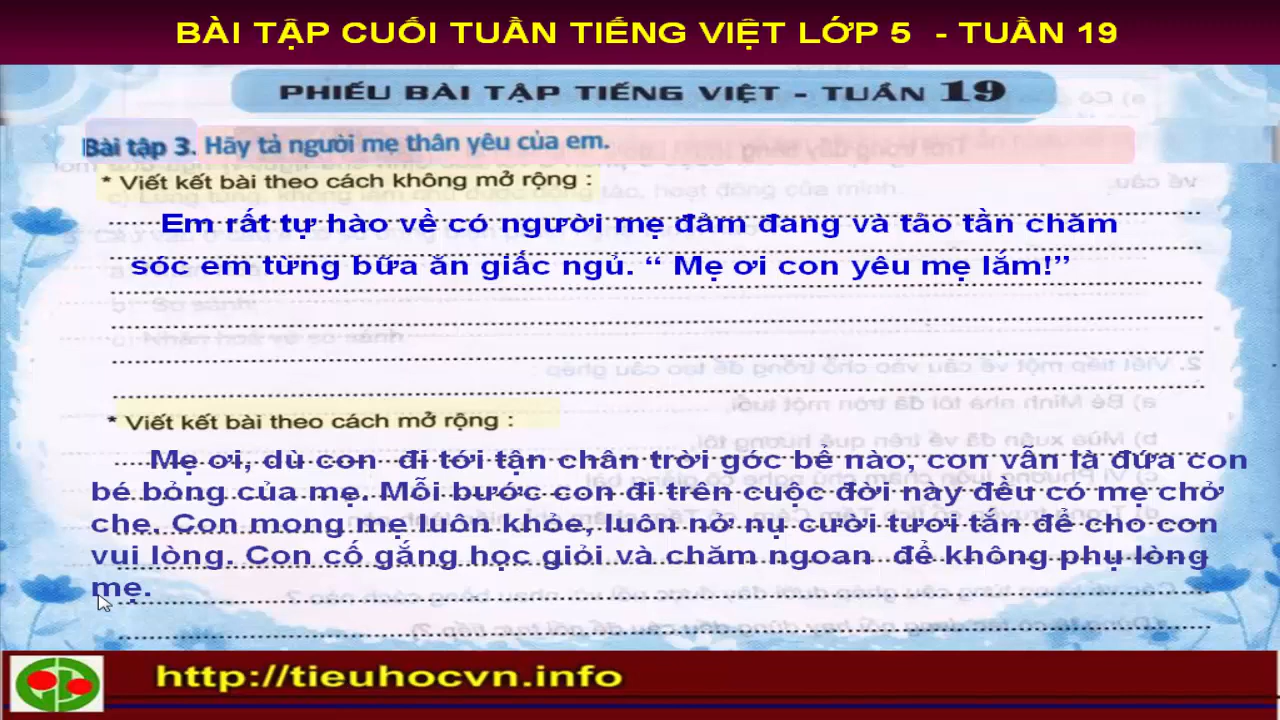 BÀI TẬP CUỐI TUẦN TIẾNG VIỆT LỚP 5 - TUẦN 19
PHIẾU BÀI TẬP TIẾNG VIỆT - TUẦN 19
Bài tập 3. Hãy tả người mẹ thân yêu của em.
* Viết kết bài theo cách không mở rộng :
Em rất tự hào về có người mẹ đảm đang và tảo tần chăm
sóc em từng bữa ăn giấc ngủ. “ Mẹ ơi con yêu mẹ lắm!”
* Viết kết bài theo cách mở rộng :
Mẹ ơi, dù con đi tới tận chân trời góc bể nào, con vẫn là đứa con
bé bỏng của mẹ. Mỗi bước con đi trên cuộc đời này đều có mẹ chở
che. Con mong mẹ luôn khỏe, luôn nở nụ cười tươi tắn để cho con
vui lòng. Con cố gắng học giỏi và chăm ngoan để không phụ lòng
mẹ.
http://tieuhocvn.info